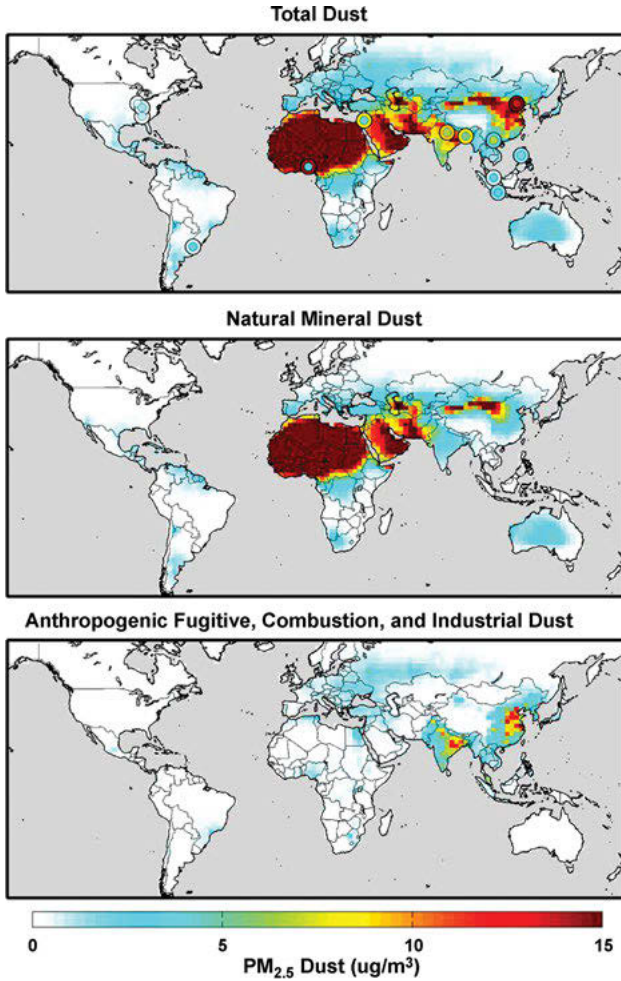 Total Dust
Natural Mineral Dust
Anthropogenic Fugitive, Combustion, and Industrial Dust
0 5 10 15
PM2.5 Dust (ug/m³)